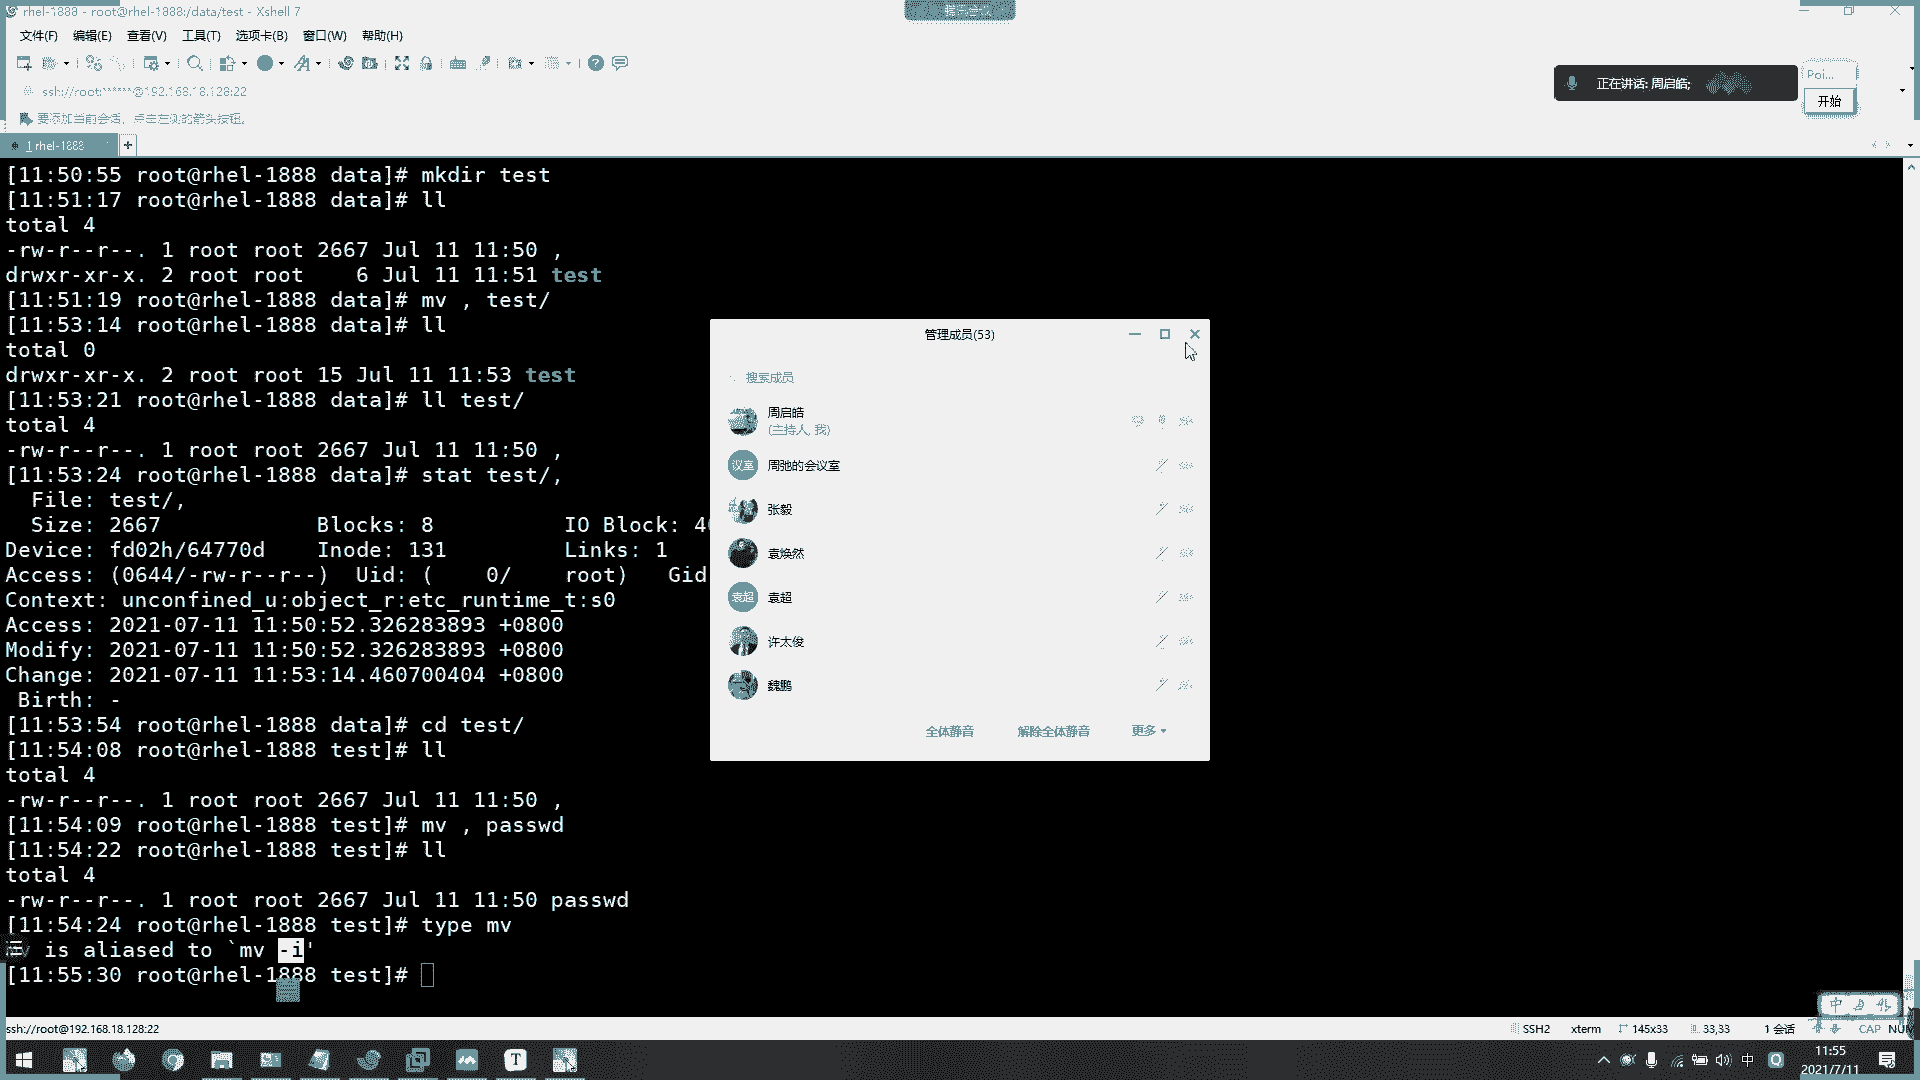 rhel-1888 - root@rhel-1888:/data/test - Xshell 7
腾讯会议
文件(F) 编辑(E) 查看(V) 工具(T) 选项卡(B) 窗口(W) 帮助(H)
ssh://root:******@192.168.18.128:22
要添加当前会话，点击左侧的箭头按钮。
正在讲话: 周启皓;
Poi...
开始
1 rhel-1888
[11:50:55 root@rhel-1888 data]# mkdir test
[11:51:17 root@rhel-1888 data]# ll
total 4
-rw-r--r--. 1 root root 2667 Jul 11 11:50 ,
drwxr-xr-x. 2 root root    6 Jul 11 11:51 test
[11:51:19 root@rhel-1888 data]# mv , test/
[11:53:14 root@rhel-1888 data]# ll
total 0
drwxr-xr-x. 2 root root 15 Jul 11 11:53 test
[11:53:21 root@rhel-1888 data]# ll test/
total 4
-rw-r--r--. 1 root root 2667 Jul 11 11:50 ,
[11:53:24 root@rhel-1888 data]# stat test/,
  File: test/,
  Size: 2667            Blocks: 8          IO Block: 4
Device: fd02h/64770d    Inode: 131         Links: 1
Access: (0644/-rw-r--r--)  Uid: (    0/    root)   Gid
Context: unconfined_u:object_r:etc_runtime_t:s0
Access: 2021-07-11 11:50:52.326283893 +0800
Modify: 2021-07-11 11:50:52.326283893 +0800
Change: 2021-07-11 11:53:14.460700404 +0800
 Birth: -
[11:53:54 root@rhel-1888 data]# cd test/
[11:54:08 root@rhel-1888 test]# ll
total 4
-rw-r--r--. 1 root root 2667 Jul 11 11:50 ,
[11:54:09 root@rhel-1888 test]# mv , passwd
[11:54:22 root@rhel-1888 test]# ll
total 4
-rw-r--r--. 1 root root 2667 Jul 11 11:50 passwd
[11:54:24 root@rhel-1888 test]# type mv
mv is aliased to `mv -i'
[11:55:30 root@rhel-1888 test]#
管理成员(53)
搜索成员
周启皓
(主持人, 我)
议室 周弛的会议室
张毅
袁焕然
袁超 袁超
许太俊
魏鹏
全体静音 解除全体静音 更多
中
ssh://root@192.168.18.128:22 SSH2 xterm 145x33 33,33 1 会话 CAP NUM
T
中
11:55
2021/7/11